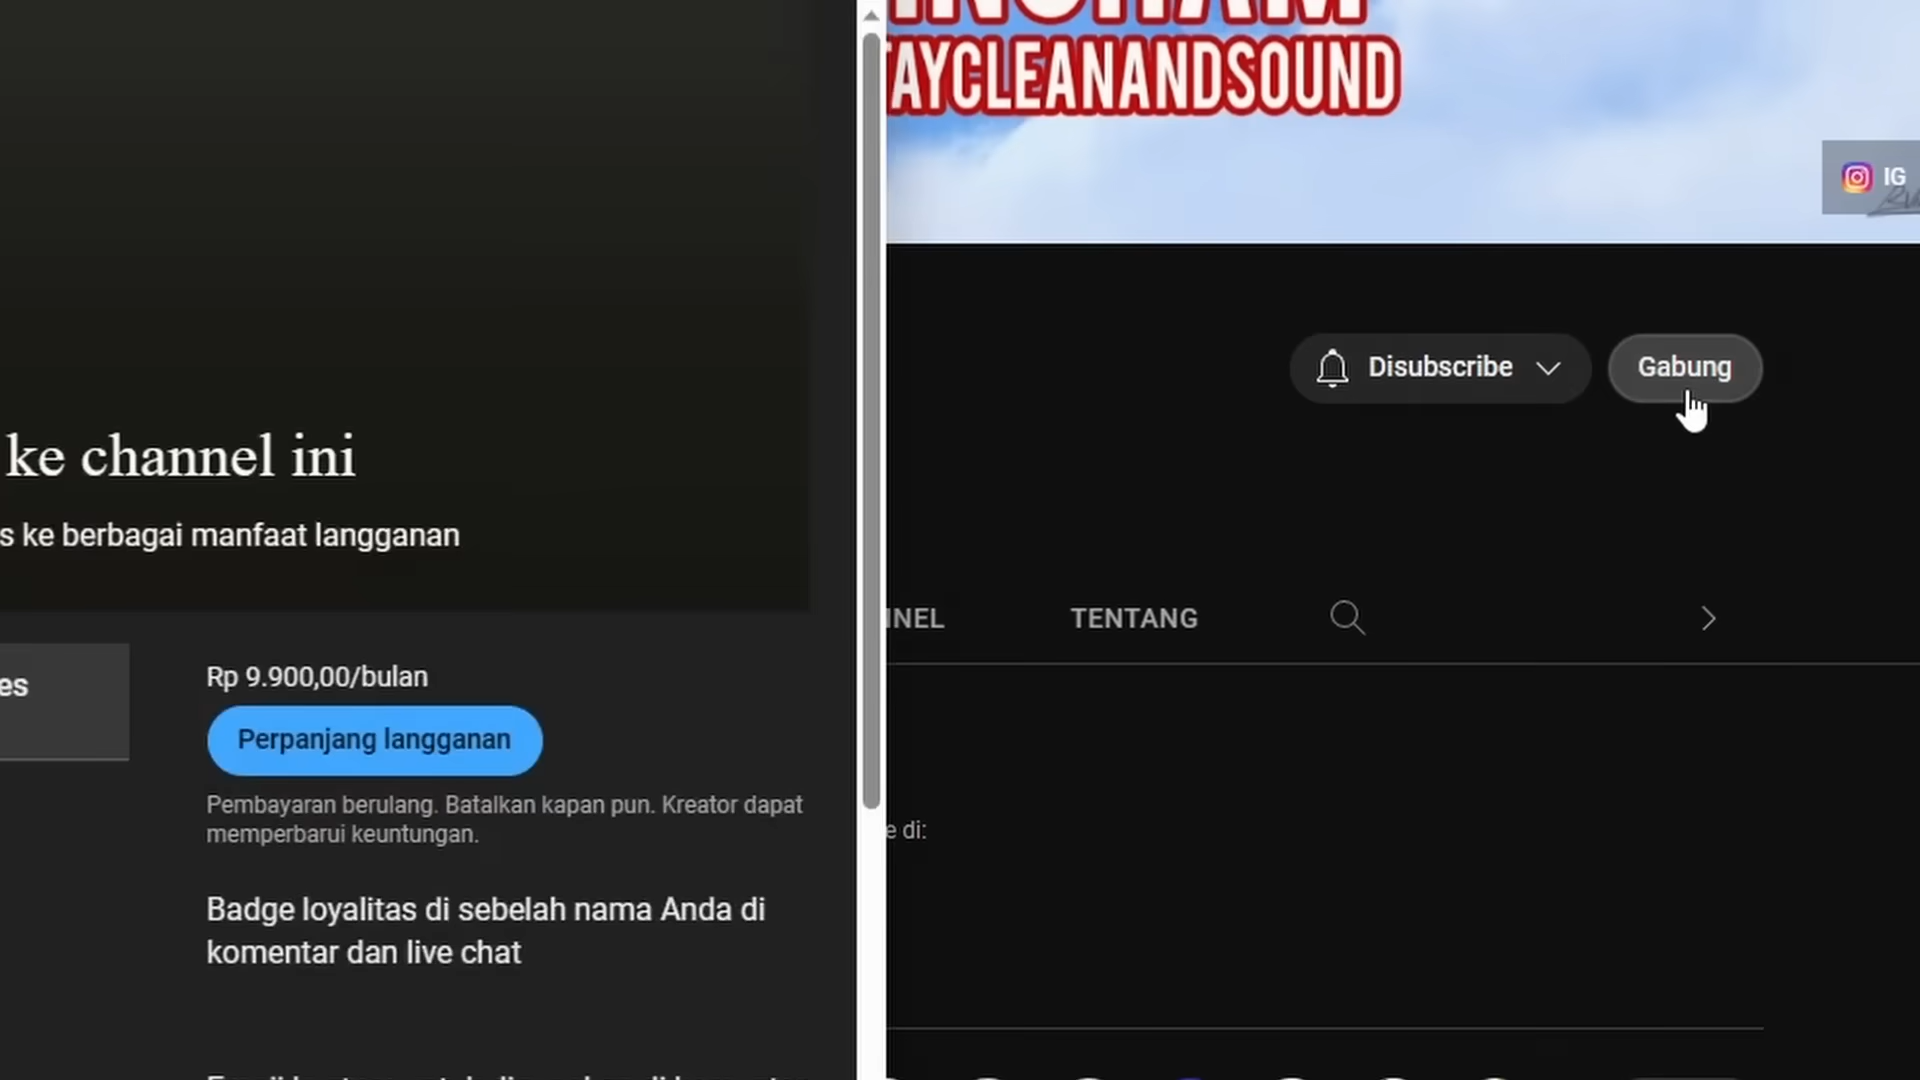 ke channel ini
s ke berbagai manfaat langganan
es
Rp 9.900,00/bulan
Perpanjang langganan
Pembayaran berulang. Batalkan kapan pun. Kreator dapat
memperbarui keuntungan.
Badge loyalitas di sebelah nama Anda di
komentar dan live chat
AYCLEANANDSOUND
IG
Disubscribe
Gabung
NEL
TENTANG
e di: